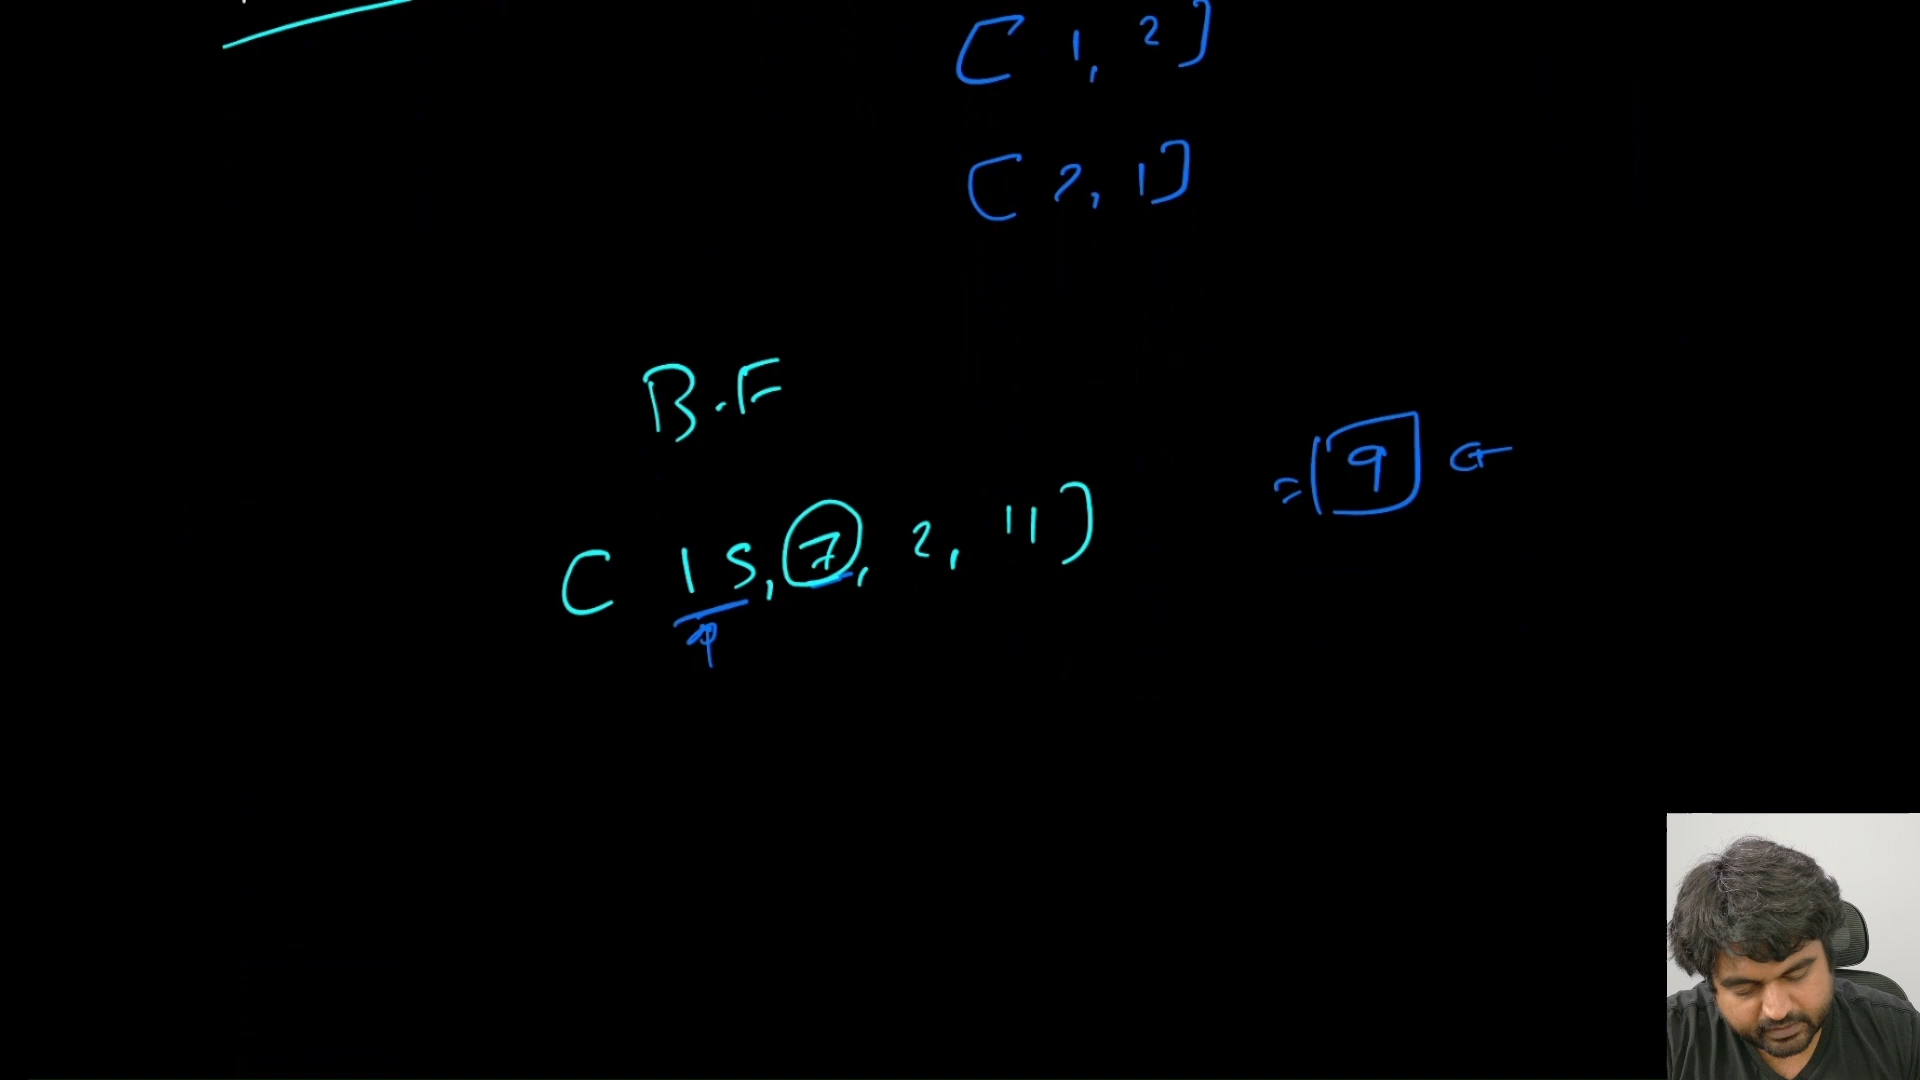 [ 1, 2]
[ 2, 1]
B.F
= 9 ←
[ 15, 7, 2, 11]